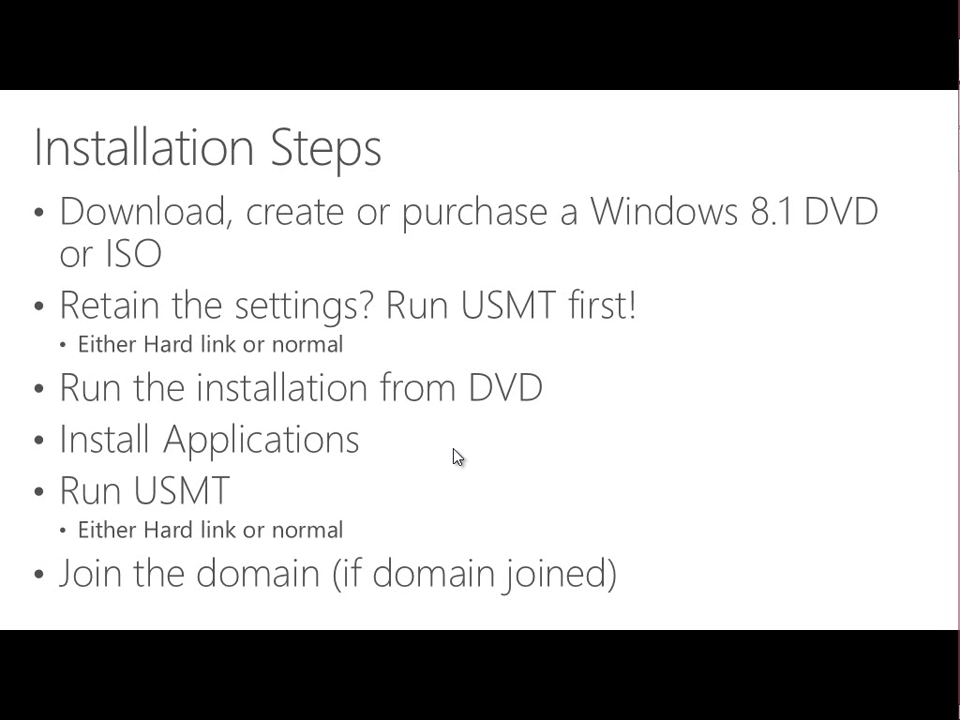 Installation Steps
• Download, create or purchase a Windows 8.1 DVD
or ISO
• Retain the settings? Run USMT first!
• Either Hard link or normal
• Run the installation from DVD
• Install Applications
• Run USMT
• Either Hard link or normal
• Join the domain (if domain joined)